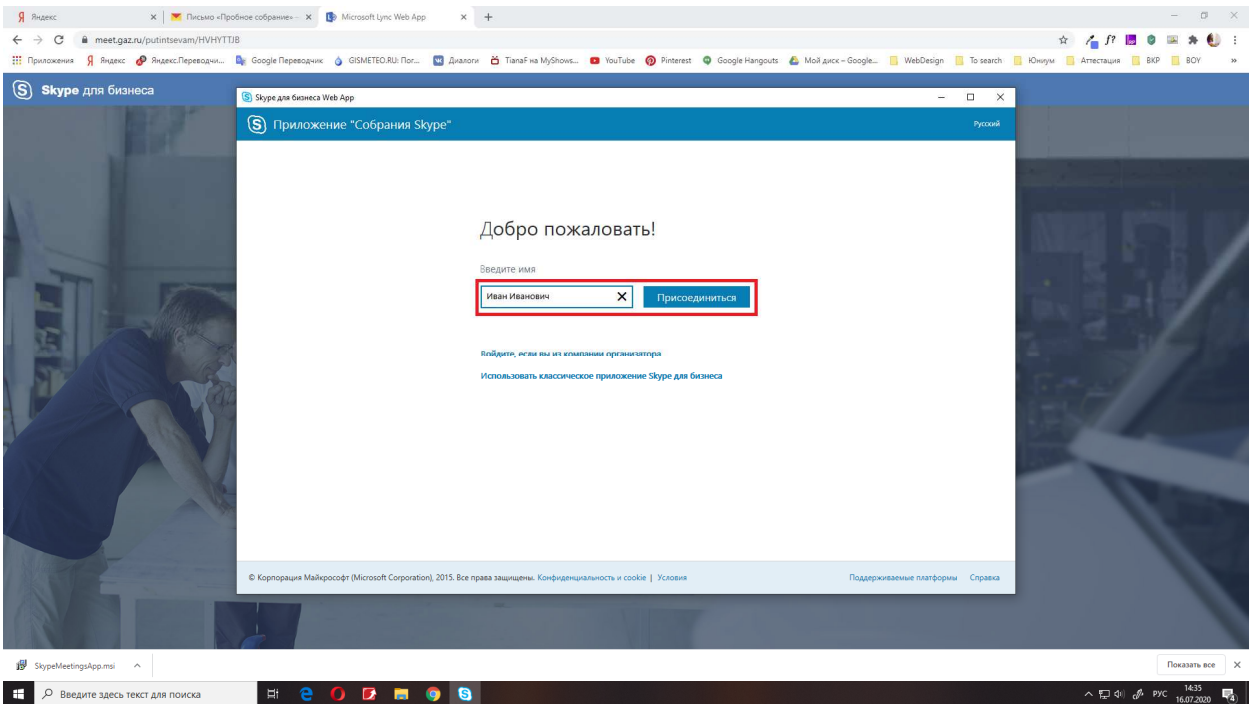 Яндекс
Письмо «Пробное собрание» –
Microsoft Lync Web App
meet.gaz.ru/putintsevam/HVHYTTJB
f?
Приложения Яндекс Яндекс.Переводчи... Google Переводчик GISMETEO.RU: Пог... Диалоги TianaF на MyShows... YouTube Pinterest Google Hangouts Мой диск – Google... WebDesign To search Юниум Аттестация ВКР ВОУ »
Skype для бизнеса
Skype для бизнеса Web App
Приложение "Собрания Skype"
Русский
Добро пожаловать!
Введите имя
Иван Иванович
Присоединиться
Войдите, если вы из компании организатора
Использовать классическое приложение Skype для бизнеса
© Корпорация Майкрософт (Microsoft Corporation), 2015. Все права защищены. Конфиденциальность и cookie | Условия
Поддерживаемые платформы Справка
SkypeMeetingsApp.msi
Показать все
Введите здесь текст для поиска
РУС
14:35
16.07.2020
4